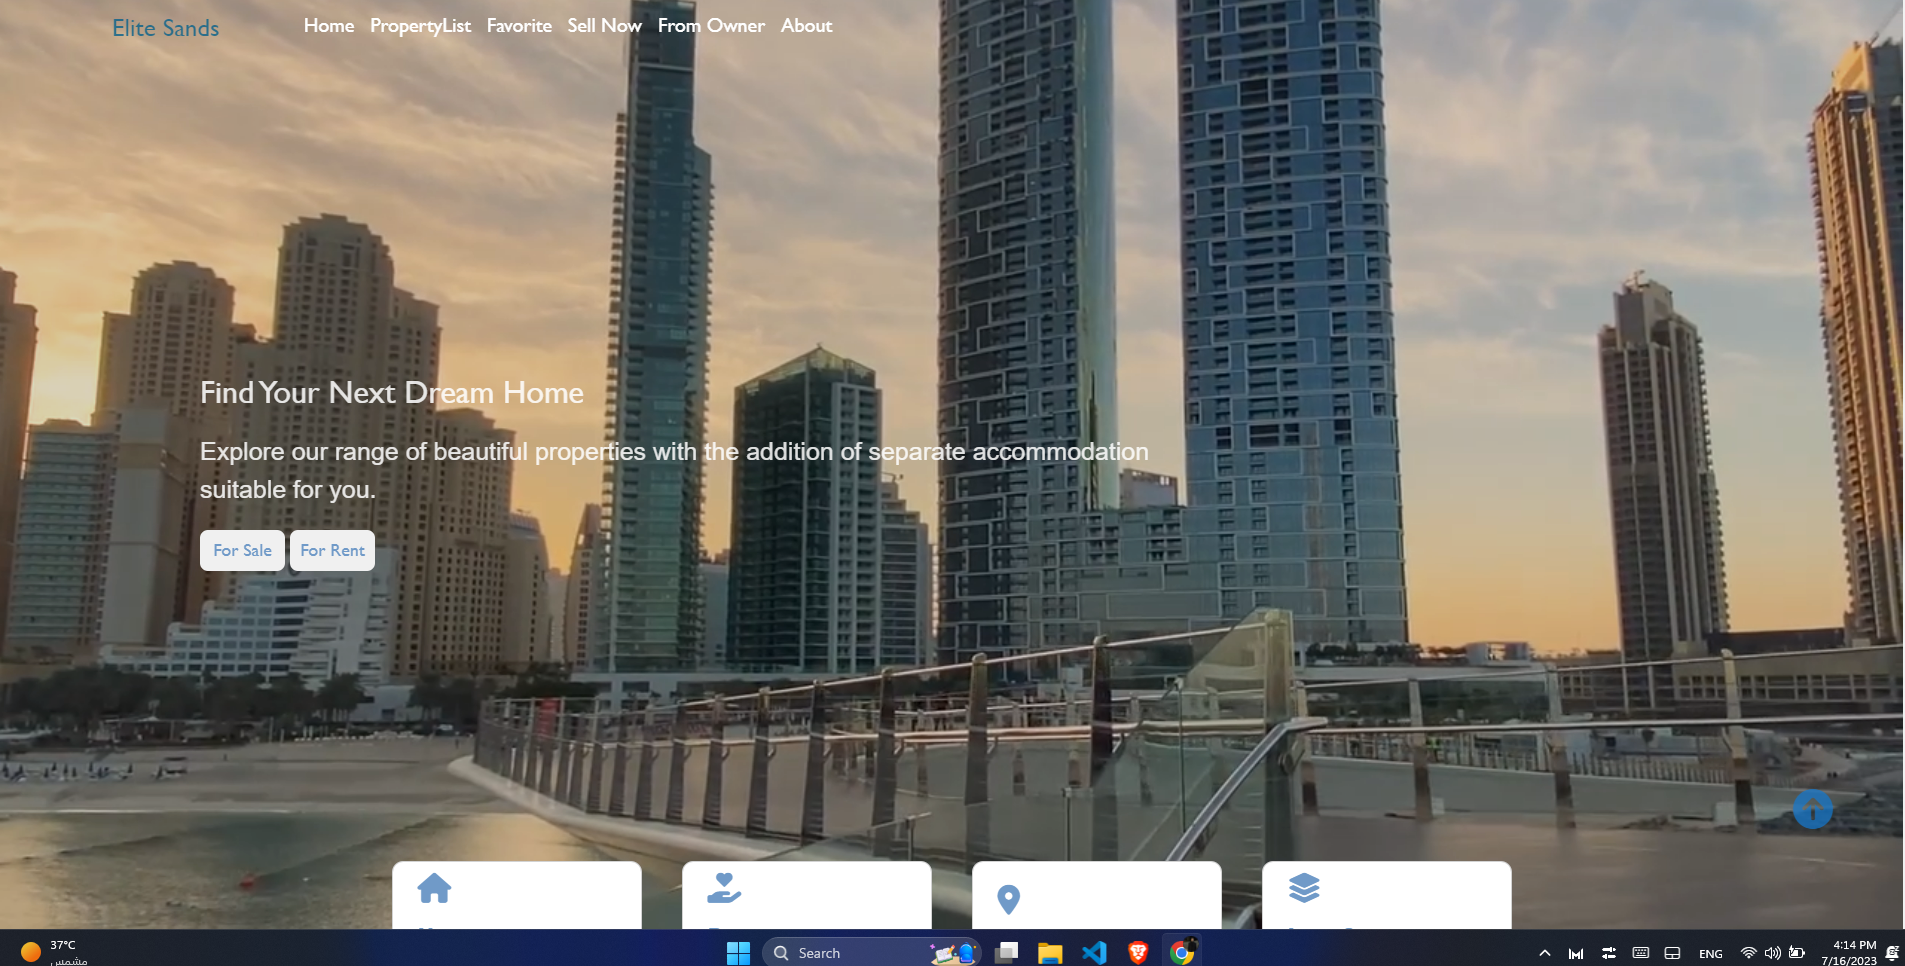 Elite Sands
Home PropertyList Favorite Sell Now From Owner About
Find Your Next Dream Home
Explore our range of beautiful properties with the addition of separate accommodation
suitable for you.
For Sale For Rent
37°C
مشمس
Search
ENG
4:14 PM
7/16/2023